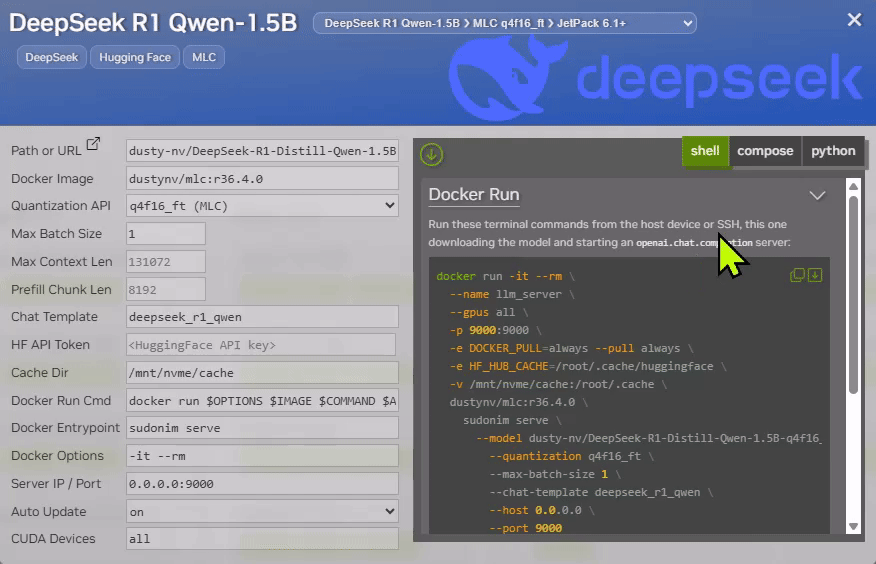 DeepSeek R1 Qwen-1.5B
DeepSeek R1 Qwen-1.5B > MLC q4f16_ft > JetPack 6.1+
DeepSeek
Hugging Face
MLC
deepseek
Path or URL
dusty-nv/DeepSeek-R1-Distill-Qwen-1.5B
Docker Image
dustynv/mlc:r36.4.0
Quantization API
q4f16_ft (MLC)
Max Batch Size
1
Max Context Len
131072
Prefill Chunk Len
8192
Chat Template
deepseek_r1_qwen
HF API Token
<HuggingFace API key>
Cache Dir
/mnt/nvme/cache
Docker Run Cmd
docker run $OPTIONS $IMAGE $COMMAND $A
Docker Entrypoint
sudonim serve
Docker Options
-it --rm
Server IP / Port
0.0.0.0:9000
Auto Update
on
CUDA Devices
all
shell
compose
python
Docker Run
Run these terminal commands from the host device or SSH, this one
downloading the model and starting an server:
docker run -it --rm \
--name llm_server \
--gpus all \
-p 9000:9000 \
-e DOCKER_PULL=always --pull always \
-e HF_HUB_CACHE=/root/.cache/huggingface \
-v /mnt/nvme/cache:/root/.cache \
dustynv/mlc:r36.4.0 \
sudonim serve \
--model dusty-nv/DeepSeek-R1-Distill-Qwen-1.5B-q4f16_
--quantization q4f16_ft \
--max-batch-size 1 \
--chat-template deepseek_r1_qwen \
--host 0.0.0.0 \
--port 9000